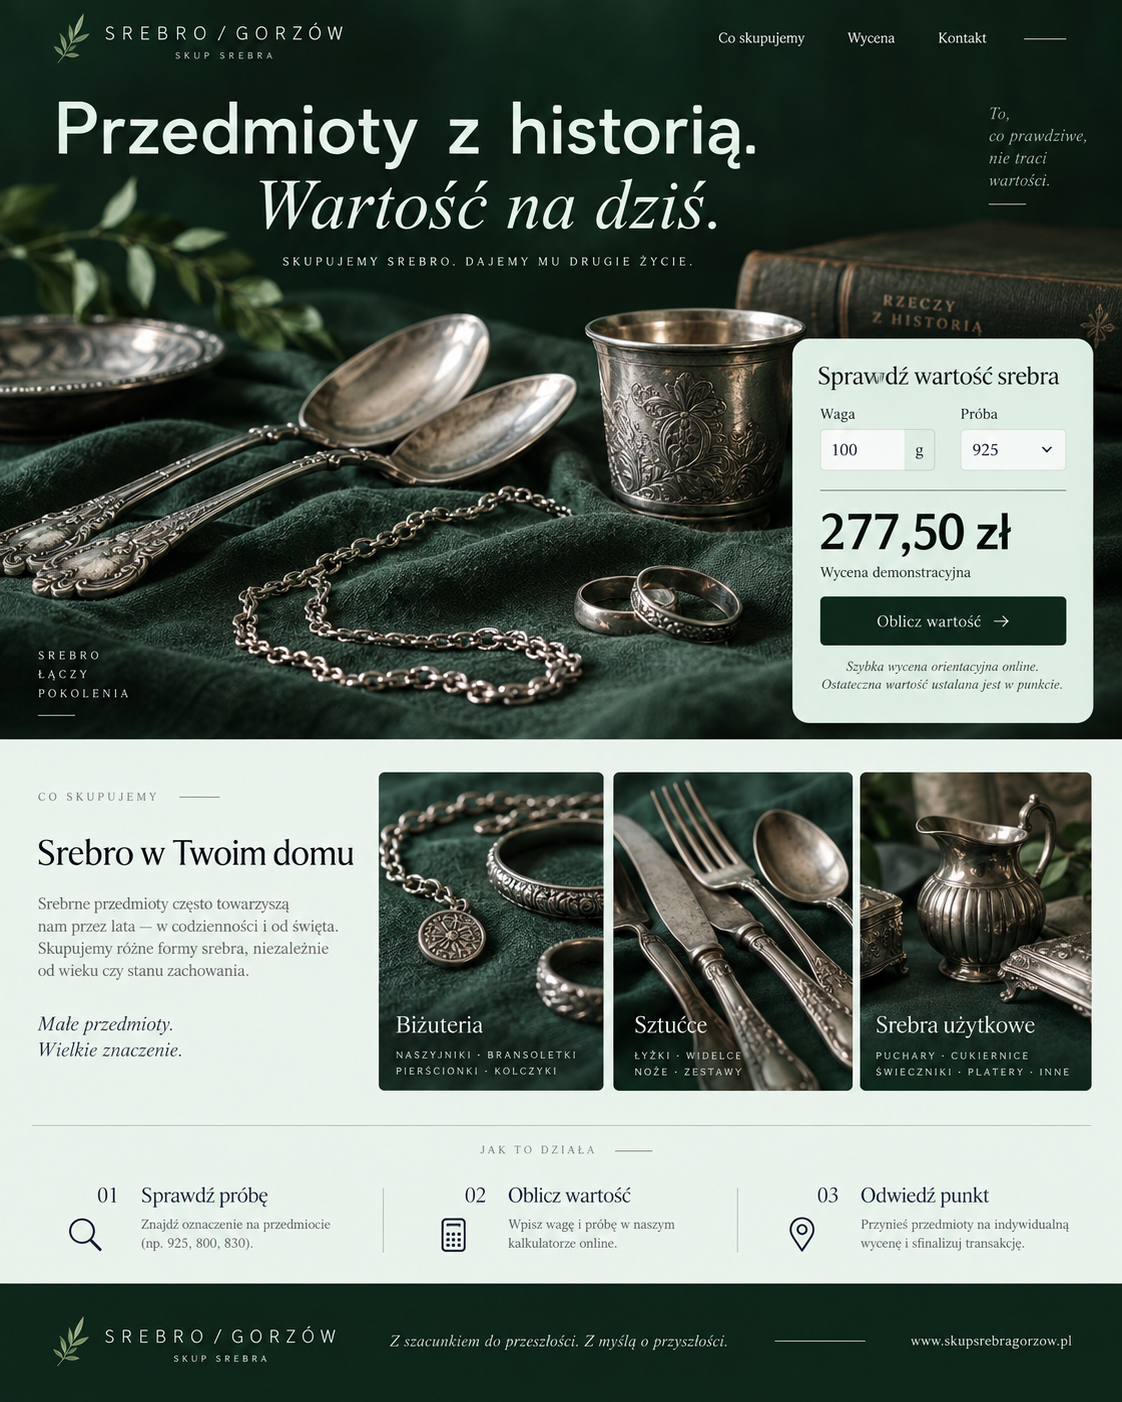 SREBRO / GORZÓW
SKUP SREBRA
Co skupujemy
Wycena
Kontakt
Przedmioty z historią.
Wartość na dziś.
SKUPUJEMY SREBRO. DAJEMY MU DRUGIE ŻYCIE.
To,
co prawdziwe,
nie traci
wartości.
RZECZY
Z HISTORIĄ
Sprawdź wartość srebra
Waga
Próba
100 g
925
277,50 zł
Wycena demonstracyjna
Oblicz wartość →
Szybka wycena orientacyjna online.
Ostateczna wartość ustalana jest w punkcie.
SREBRO
ŁĄCZY
POKOLENIA
CO SKUPUJEMY
Srebro w Twoim domu
Srebrne przedmioty często towarzyszą
nam przez lata — w codzienności i od święta.
Skupujemy różne formy srebra, niezależnie
od wieku czy stanu zachowania.
Małe przedmioty.
Wielkie znaczenie.
Biżuteria
NASZYJNIKI · BRANSOLETKI
PIERŚCIONKI · KOLCZYKI
Sztućce
ŁYŻKI · WIDELCE
NOŻE · ZESTAWY
Srebra użytkowe
PUCHARY · CUKIERNICE
ŚWIECZNIKI · PLATERY · INNE
JAK TO DZIAŁA
01 Sprawdź próbę
Znajdź oznaczenie na przedmiocie
(np. 925, 800, 830).
02 Oblicz wartość
Wpisz wagę i próbę w naszym
kalkulatorze online.
03 Odwiedź punkt
Przynieś przedmioty na indywidualną
wycenę i sfinalizuj transakcję.
SREBRO / GORZÓW
SKUP SREBRA
Z szacunkiem do przeszłości. Z myślą o przyszłości.
www.skupsrebragorzow.pl